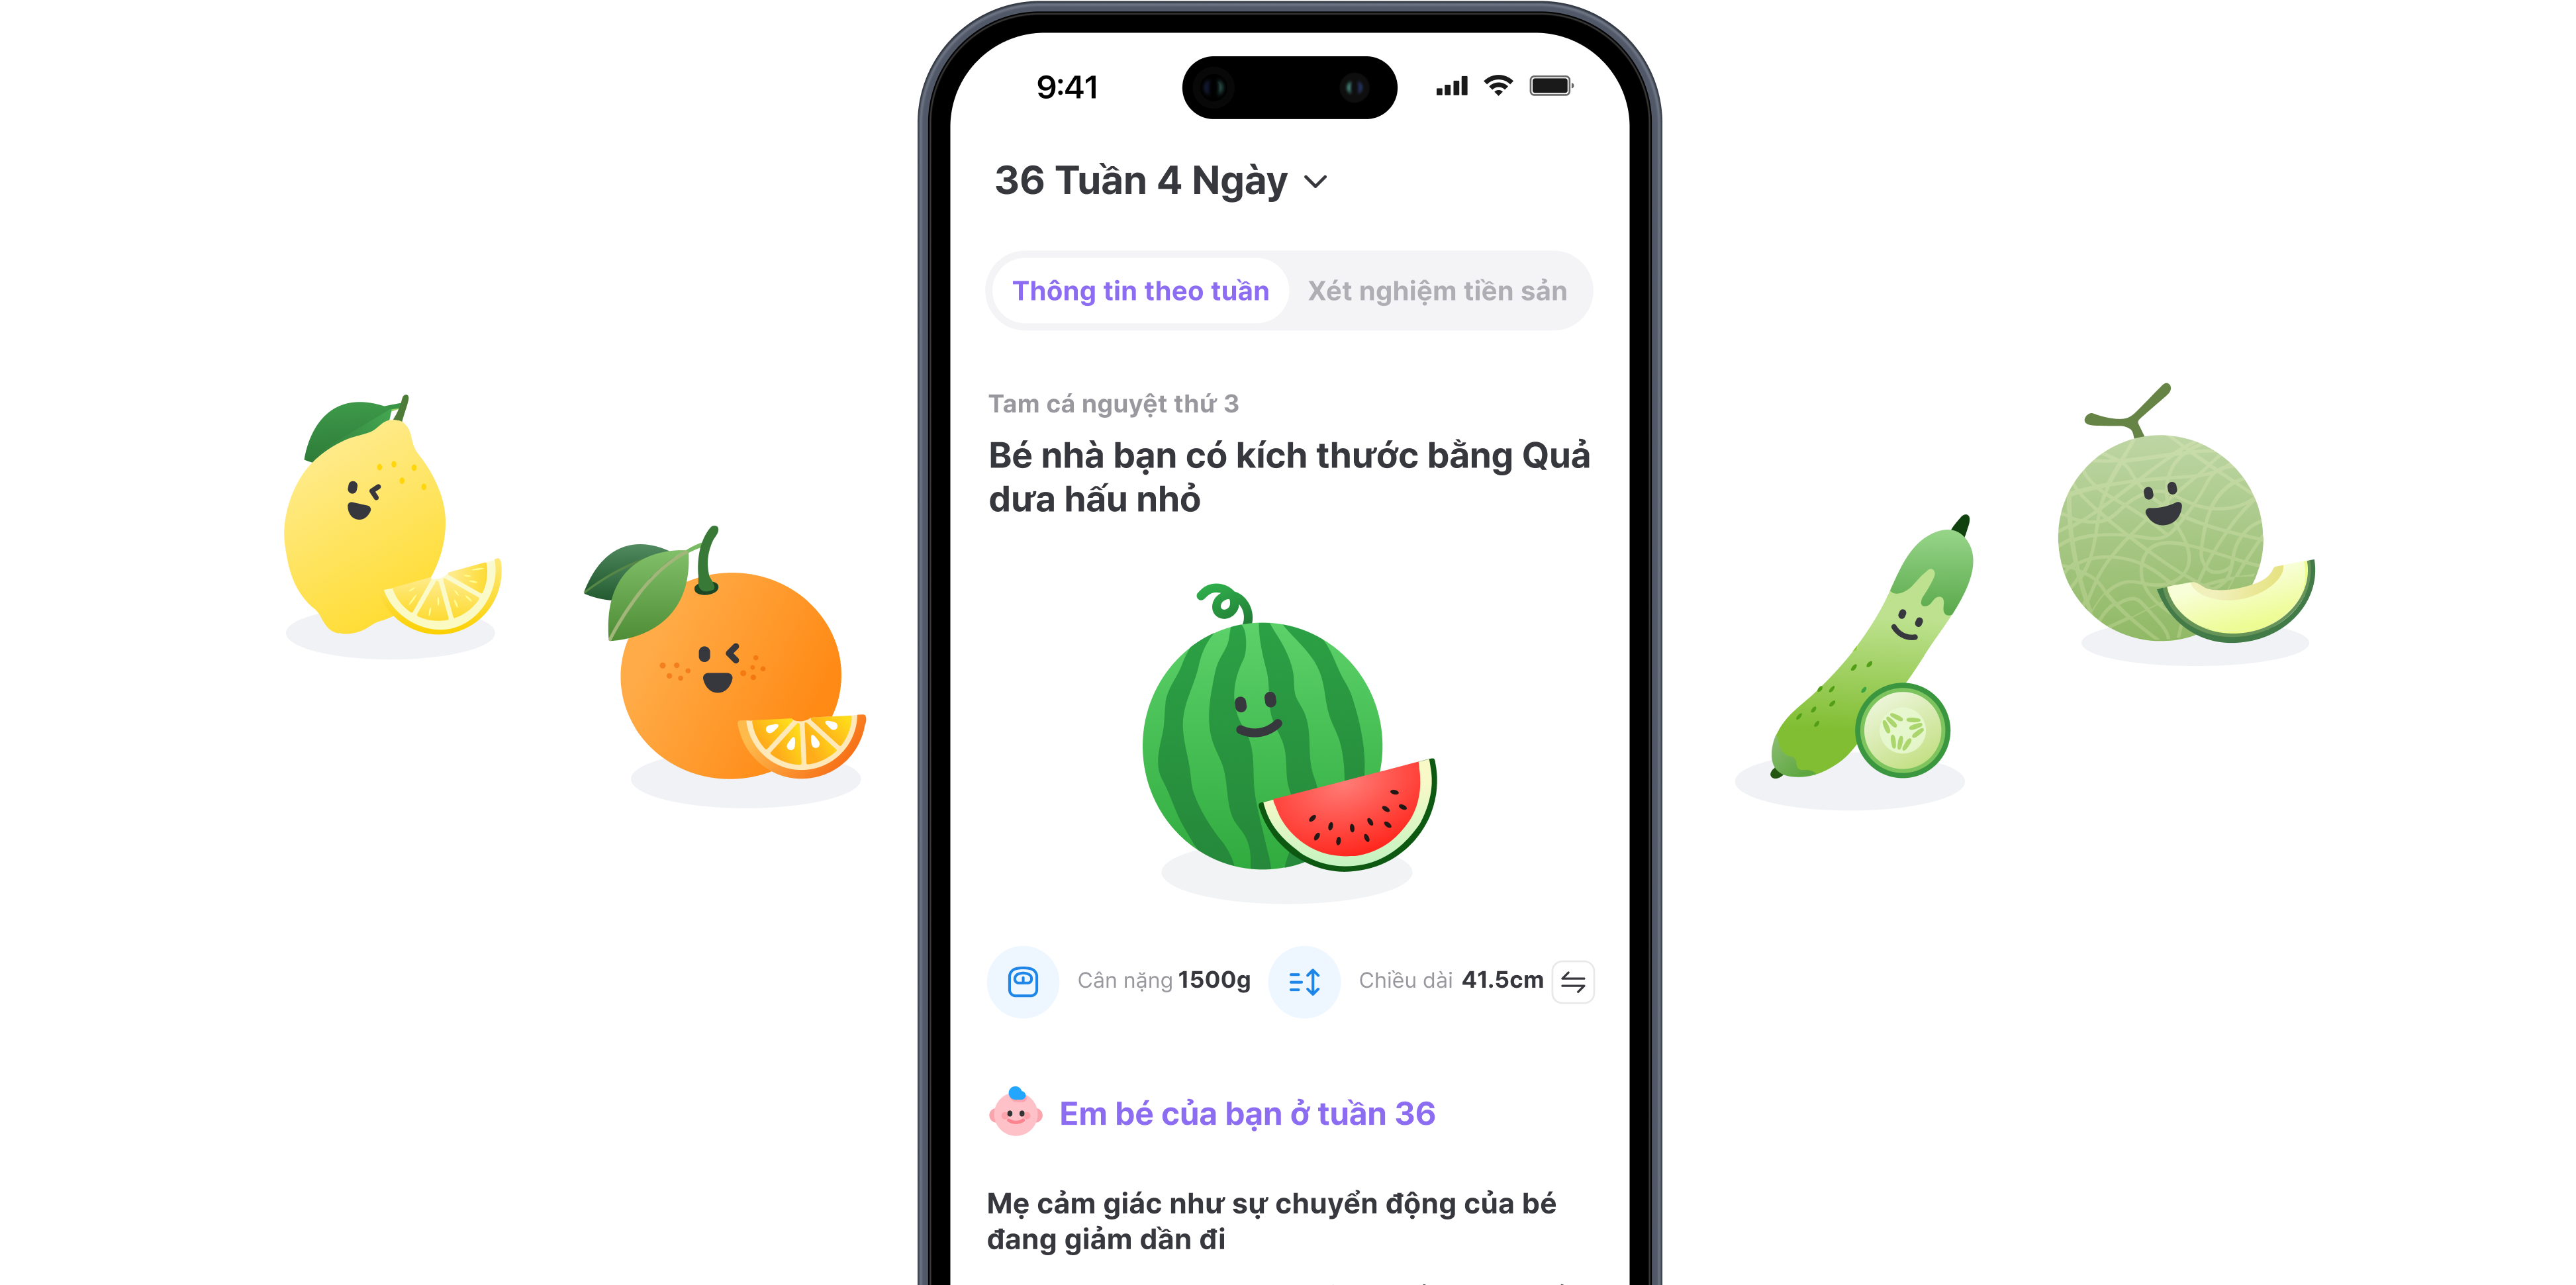 9:41
36 Tuần 4 Ngày
Thông tin theo tuần
Xét nghiệm tiền sản
Tam cá nguyệt thứ 3
Bé nhà bạn có kích thước bằng Quả
dưa hấu nhỏ
Cân nặng 1500g
Chiều dài 41.5cm
Em bé của bạn ở tuần 36
Mẹ cảm giác như sự chuyển động của bé
đang giảm dần đi